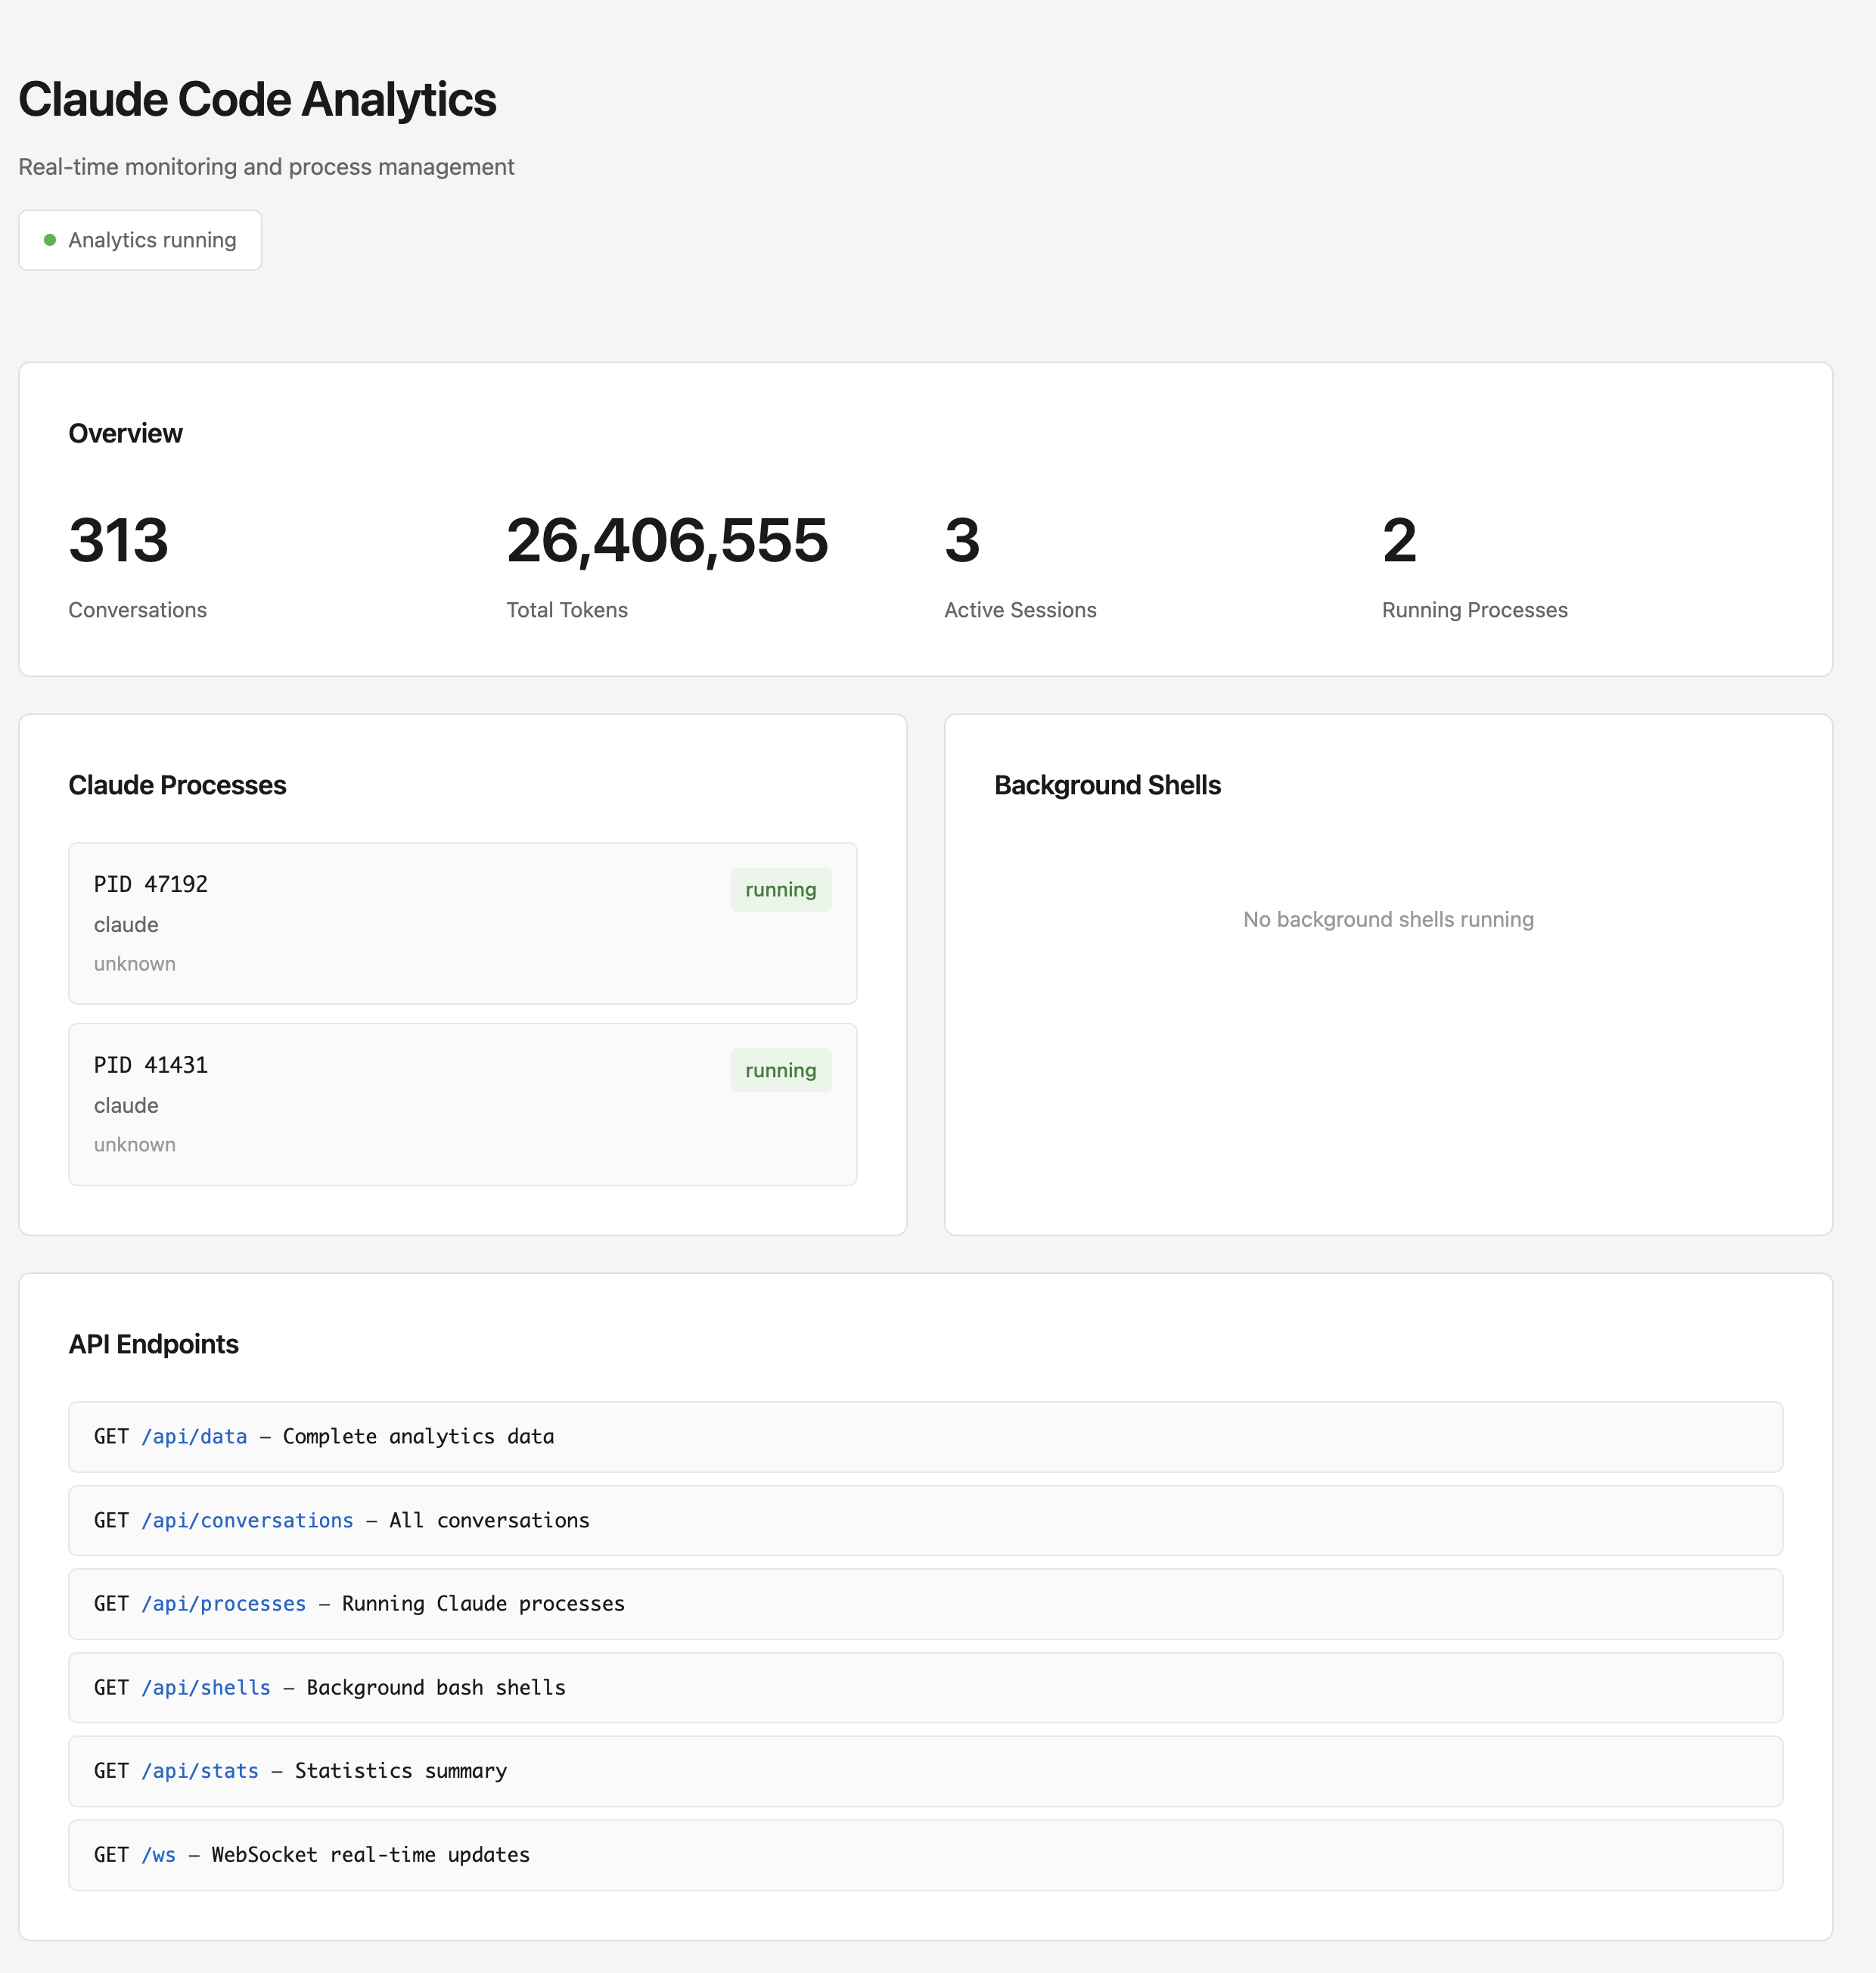 Claude Code Analytics
Real-time monitoring and process management
Analytics running
Overview
313
Conversations
26,406,555
Total Tokens
3
Active Sessions
2
Running Processes
Claude Processes
PID 47192
running
claude
unknown
PID 41431
running
claude
unknown
Background Shells
No background shells running
API Endpoints
GET /api/data — Complete analytics data
GET /api/conversations — All conversations
GET /api/processes — Running Claude processes
GET /api/shells — Background bash shells
GET /api/stats — Statistics summary
GET /ws — WebSocket real-time updates